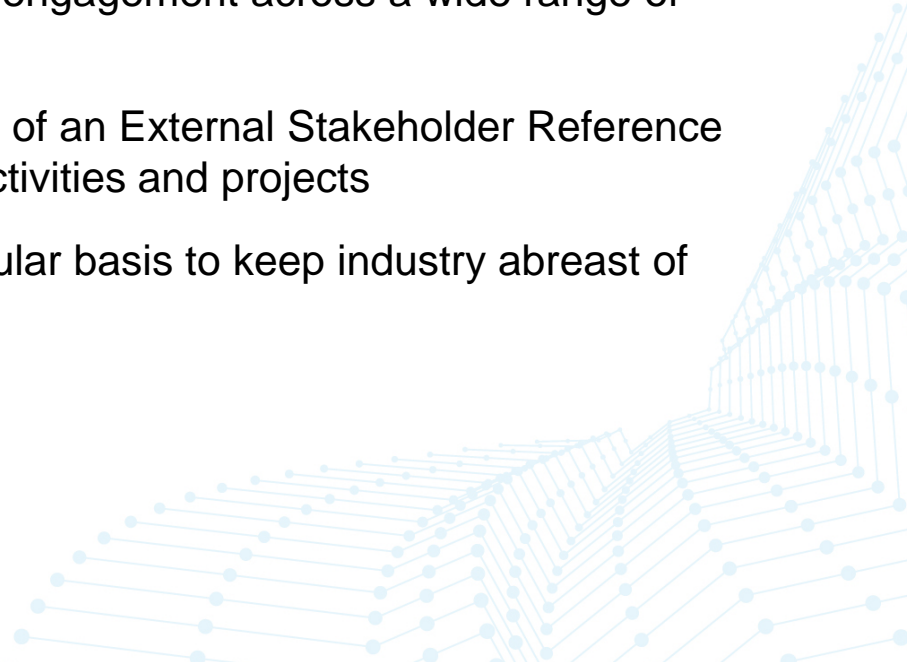 engagement across a wide range of
of an External Stakeholder Reference
ctivities and projects
ular basis to keep industry abreast of